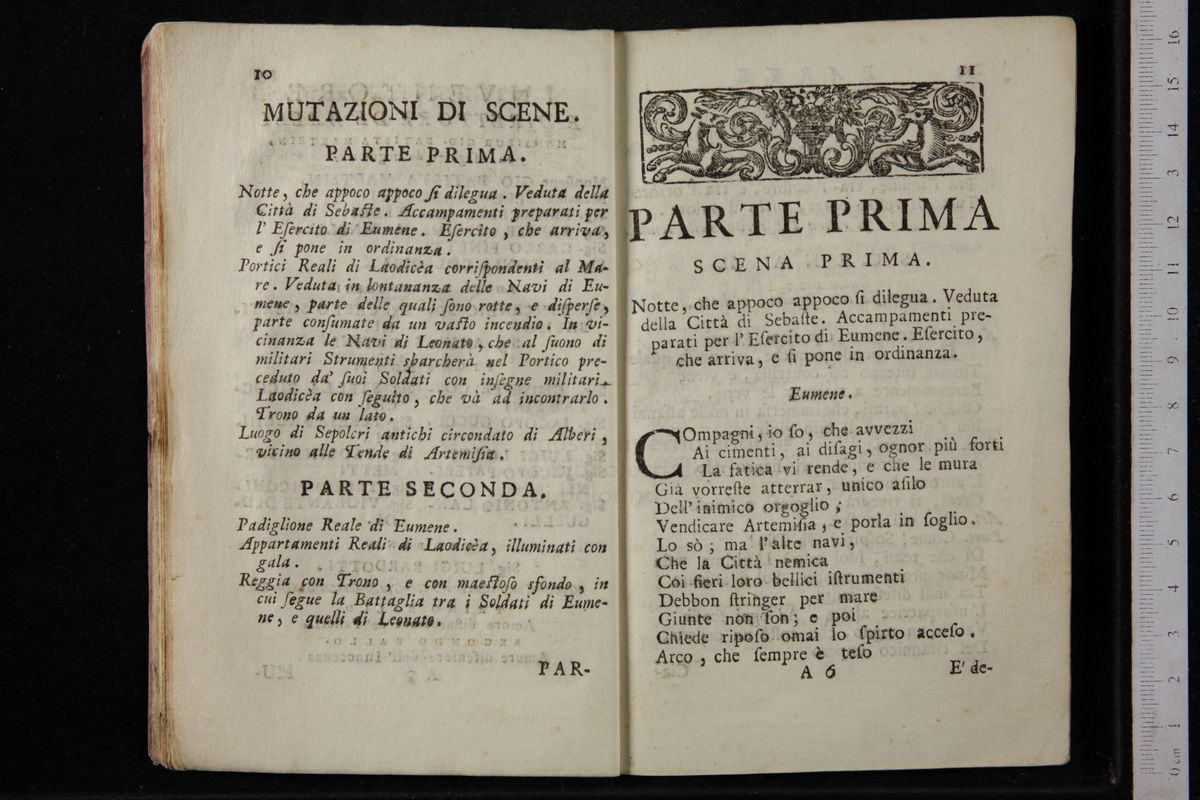 10
MUTAZIONI DI SCENE.
PARTE PRIMA.
Notte, che appoco appoco ſi dilegua. Veduta della
Città di Sebaſte. Accampamenti preparati per
l' Eſercito di Eumene. Eſercito, che arriva,
e ſi pone in ordinanza.
Portici Reali di Laodicèa corriſpondenti al Ma-
re. Veduta in lontananza delle Navi di Eu-
mene, parte delle quali ſono rotte, e diſperſe,
parte conſumate da un vaſto incendio. In vi-
cinanza le Navi di Leonato, che al ſuono di
militari Strumenti sbarcherà nel Portico pre-
ceduto da' ſuoi Soldati con inſegne militari.
Laodicèa con ſeguito, che và ad incontrarlo.
Trono da un lato.
Luogo di Sepolcri antichi circondato di Alberi,
vicino alle Tende di Artemiſia.
PARTE SECONDA.
Padiglione Reale di Eumene.
Appartamenti Reali di Laodicèa, illuminati con
gala.
Reggia con Trono, e con maeſtoſo sfondo, in
cui ſegue la Battaglia tra i Soldati di Eume-
ne, e quelli di Leonato.
PAR-
11
PARTE PRIMA
SCENA PRIMA.
Notte, che appoco appoco ſi dilegua. Veduta
della Città di Sebaſte. Accampamenti pre-
parati per l' Eſercito di Eumene. Eſercito,
che arriva, e ſi pone in ordinanza.
Eumene.
COmpagni, io ſo, che avvezzi
Ai cimenti, ai diſagi, ognor più forti
La fatica vi rende, e che le mura
Già vorreſte atterrar, unico aſilo
Dell' inimico orgoglio;
Vendicare Artemiſia, e porla in ſoglio.
Lo sò; ma l' alte navi,
Che la Città nemica
Coi fieri loro bellici iſtrumenti
Debbon ſtringer per mare
Giunte non ſon; e poi
Chiede ripoſo omai lo ſpirto acceſo.
Arco, che ſempre è teſo
A 6
E' de-